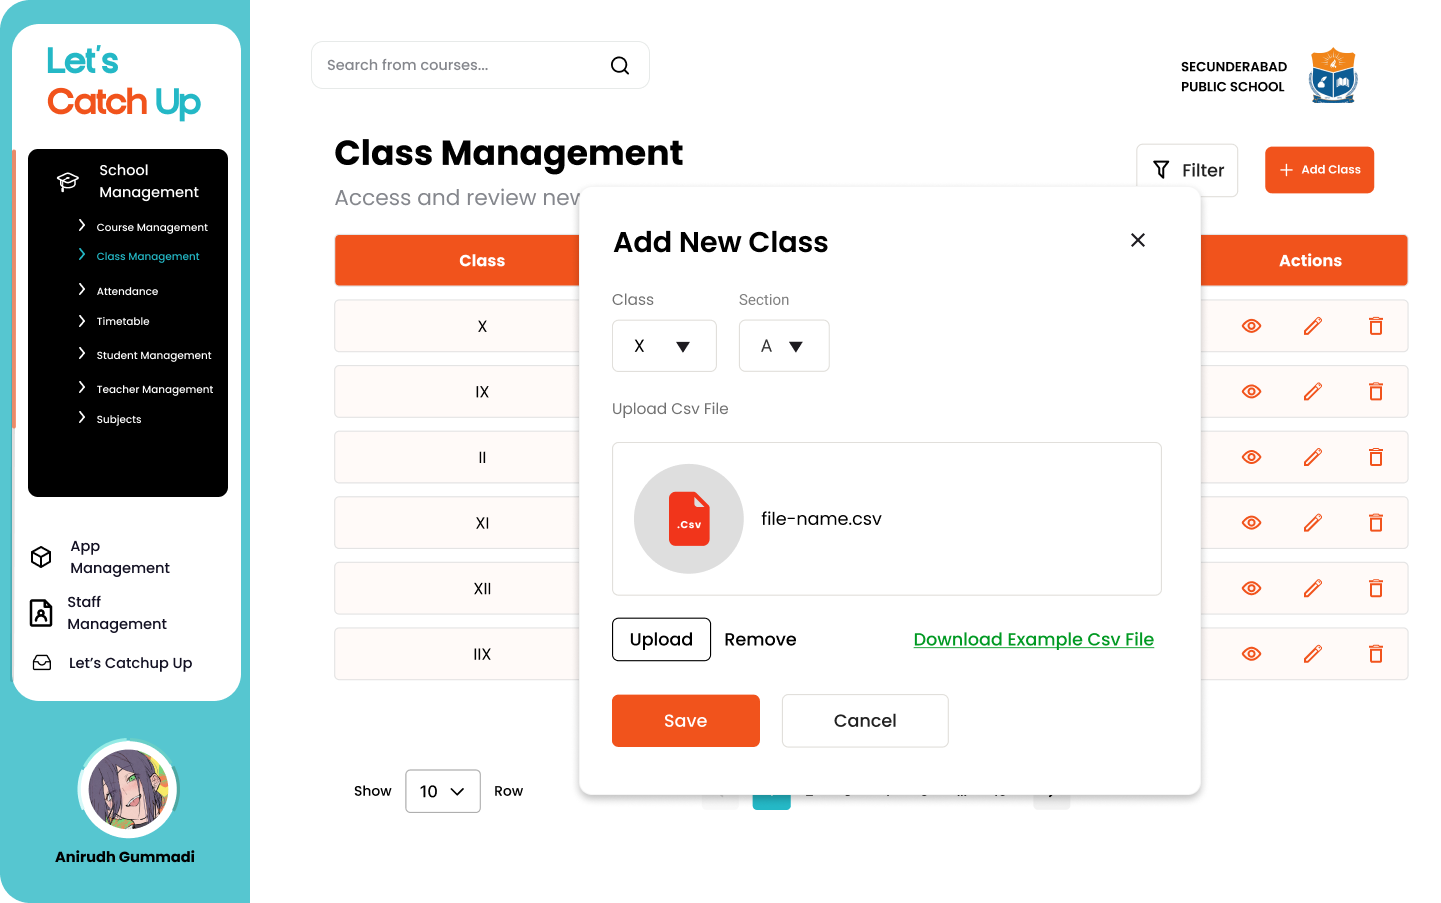 Let's
Catch Up
School
Management
Course Management
Class Management
Attendance
Timetable
Student Management
Teacher Management
Subjects
App
Management
Staff
Management
Let's Catchup Up
Anirudh Gummadi
Search from courses...
SECUNDERABAD
PUBLIC SCHOOL
Class Management
Access and review
Filter
+ Add Class
Class
Actions
X
IX
II
XI
XII
IIX
Add New Class
Class
Section
X
A
Upload Csv File
.Csv
file-name.csv
Upload
Remove
Download Example Csv File
Save
Cancel
Show
10
Row